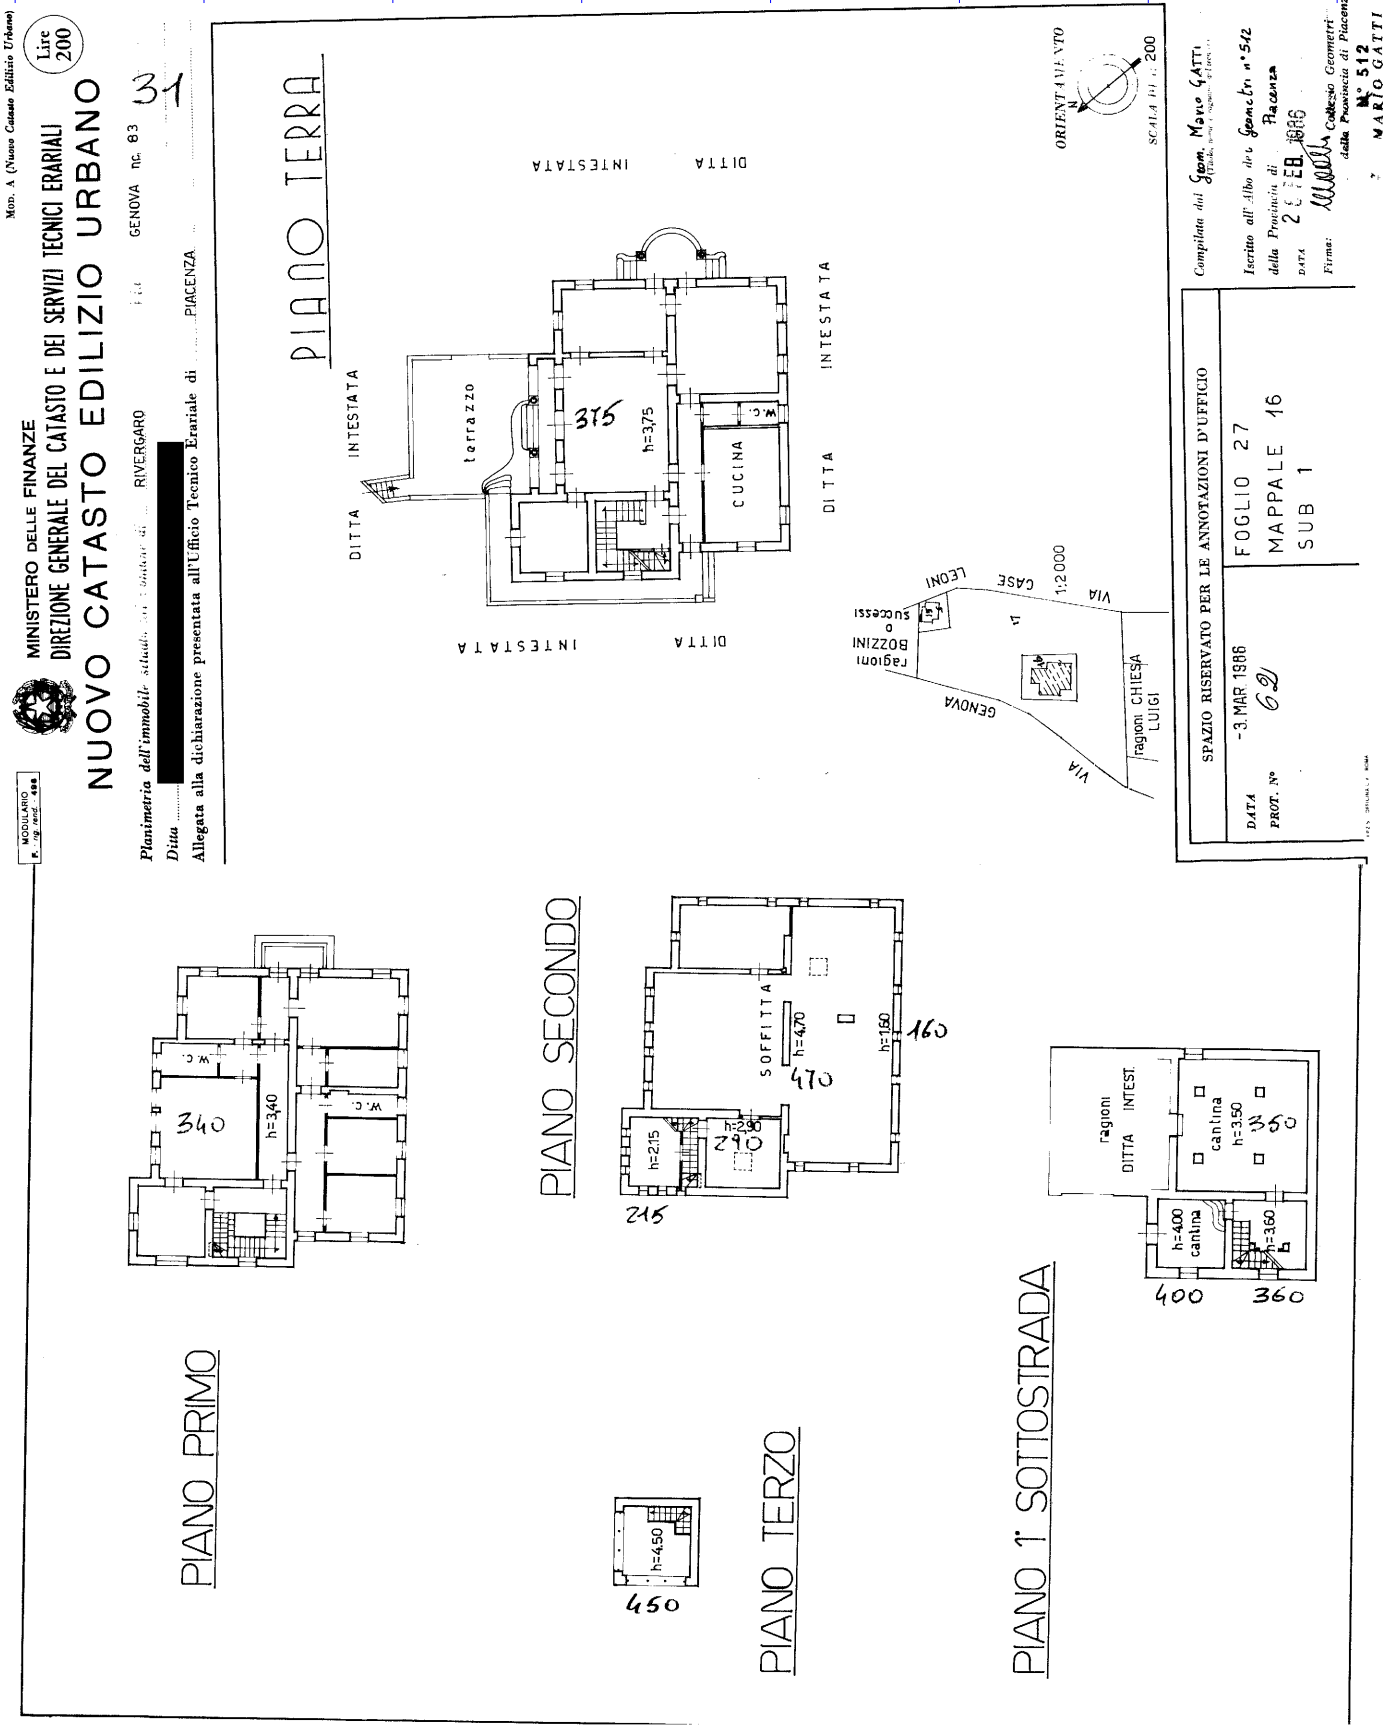 MOD. A (Nuovo Catasto Edilizio Urbano)
Lire
200
MODULARIO
498
MINISTERO DELLE FINANZE
DIREZIONE GENERALE DEL CATASTO E DEI SERVIZI TECNICI ERARIALI
NUOVO CATASTO EDILIZIO URBANO
31
Planimetria dell'immobile situato nel comune di RIVERGARO Via GENOVA nc. 83
Ditta
Allegata alla dichiarazione presentata all'Ufficio Tecnico Erariale di PIACENZA
PIANO PRIMO
W.C.
340
h=3,40
W.C.
PIANO TERRA
DITTA INTESTATA
DITTA INTESTATA
terrazzo
375
h=3,75
CUCINA
W.C.
DITTA INTESTATA
DITTA INTESTATA
PIANO SECONDO
SOFFITTA
h=4,70
470
h=1,60
160
h=2,90
290
h=2,15
215
PIANO TERZO
h=4,50
450
PIANO 1° SOTTOSTRADA
ragioni
DITTA INTEST.
cantina
h=3.50
350
h=4.00
cantina
400
h=3,60
360
ragioni
BOZZINI
o
successi
LEONI
CASE
VIA
1:2000
GENOVA
VIA
ragioni CHIESA
LUIGI
ORIENTAMENTO
N
SCALA DI 1: 200
SPAZIO RISERVATO PER LE ANNOTAZIONI D'UFFICIO
DATA -3. MAR. 1986
PROT. N° 62
FOGLIO 27
MAPPALE 16
SUB 1
Compilata dal Geom. Mario GATTI
Iscritto all'Albo dei Geometri n° 512
della Provincia di Piacenza
DATA FEB. 1986
Firma:
Collegio Geometri
della Provincia di Piacenza
N° 512
MARIO GATTI